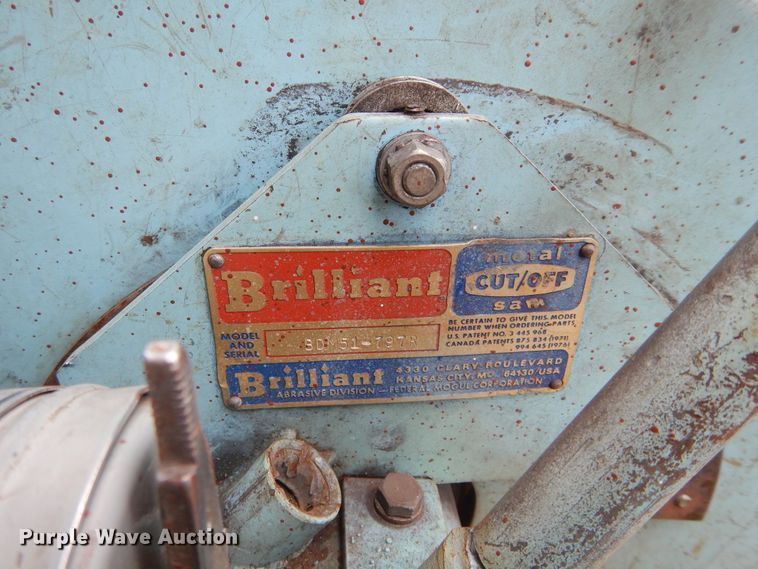 Brilliant
metal
CUT/OFF
saw
BE CERTAIN TO GIVE THIS MODEL
NUMBER WHEN ORDERING PARTS,
U.S. PATENT NO. 3 445 968
CANADA PATENTS 875 834 (1971)
994 645 (1976)
MODEL
AND
SERIAL
Brilliant
4330 CLARY BOULEVARD
KANSAS CITY, MO. 64130/USA
ABRASIVE DIVISION—FEDERAL MOGUL CORPORATION
Purple Wave Auction